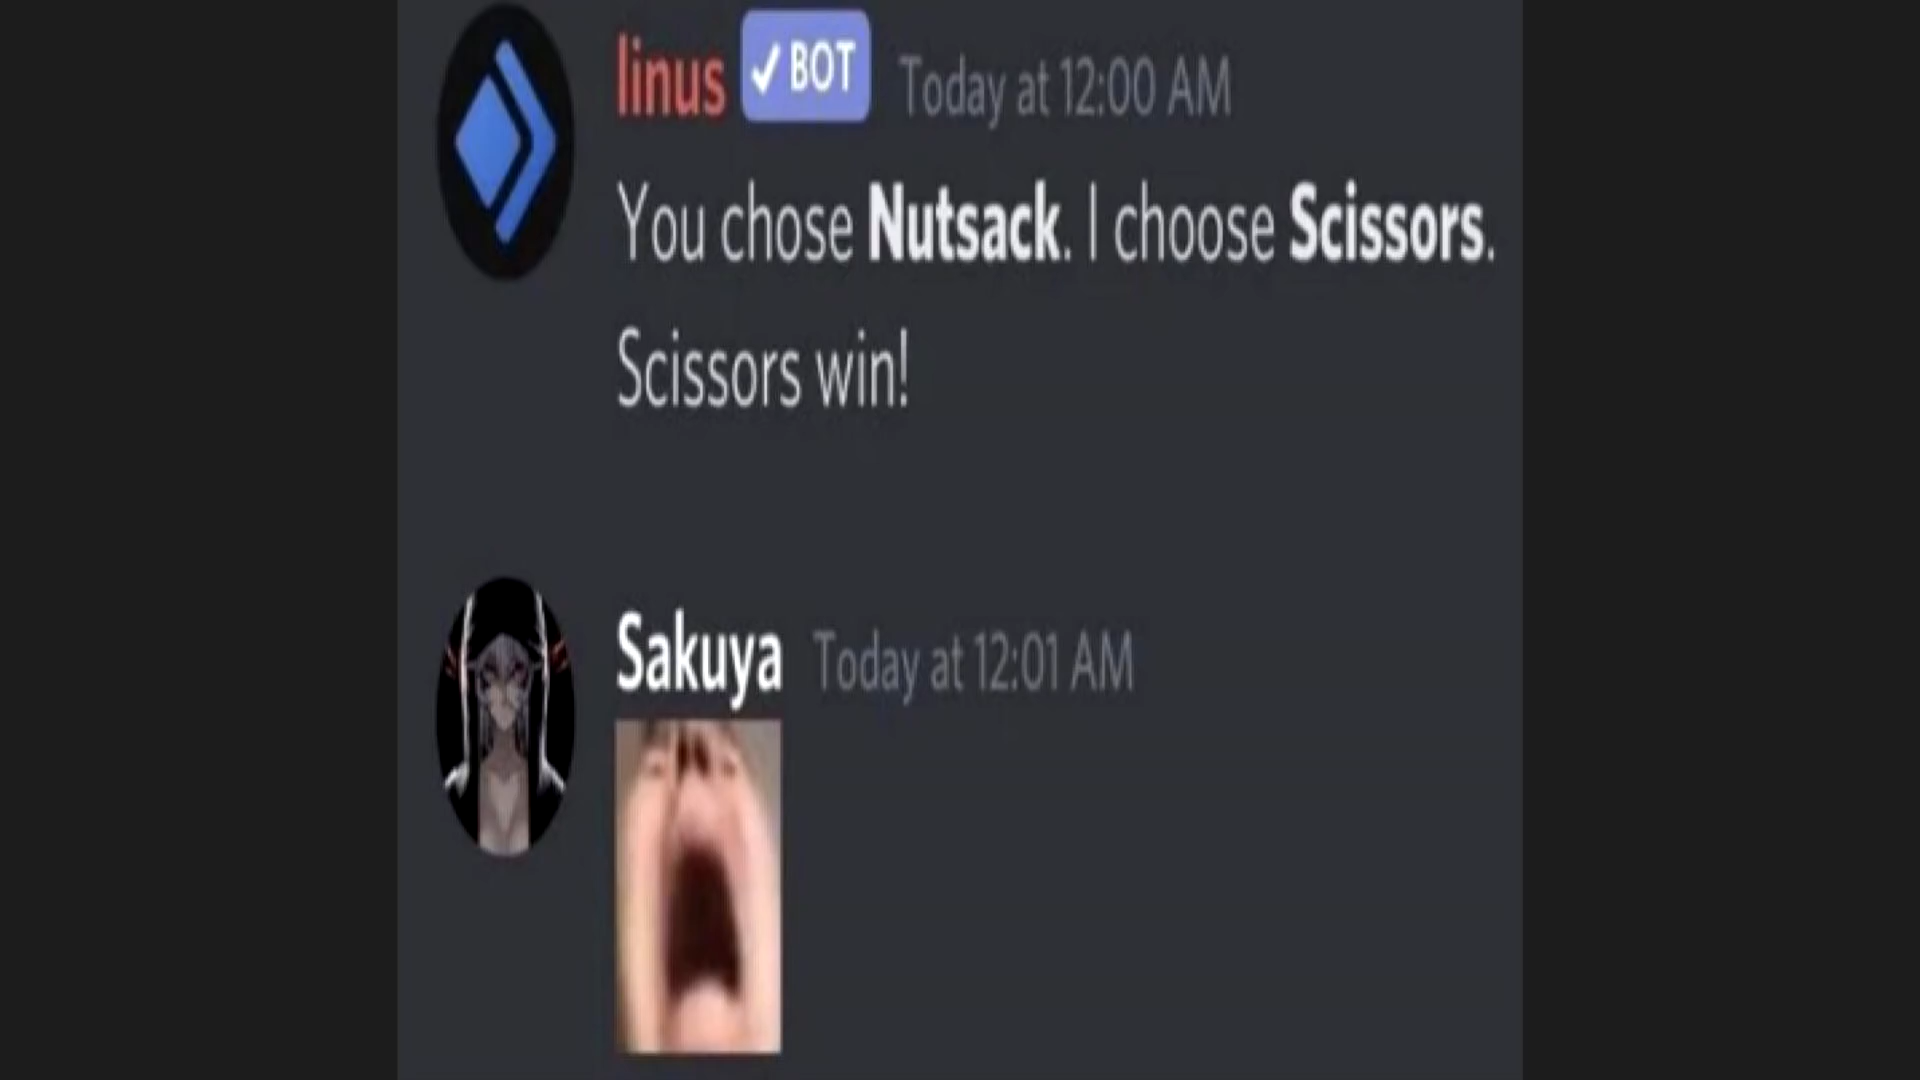 linus ✓ BOT Today at 12:00 AM
You chose Nutsack. I choose Scissors.
Scissors win!
Sakuya Today at 12:01 AM